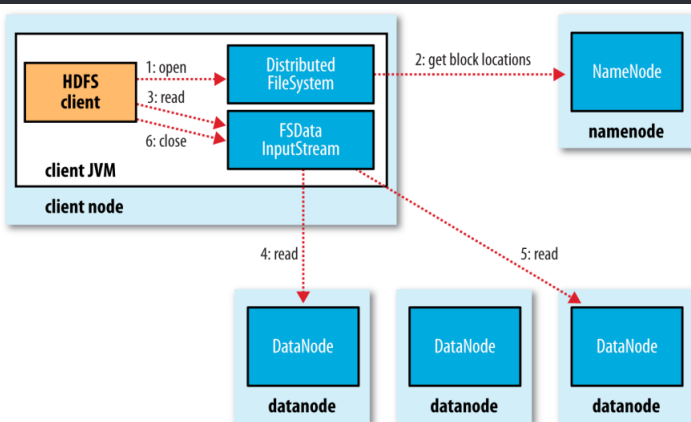 1: open
Distributed
FileSystem
2: get block locations
NameNode
HDFS
client
3: read
6: close
FSData
InputStream
namenode
client JVM
client node
4: read
5: read
DataNode
DataNode
DataNode
datanode
datanode
datanode